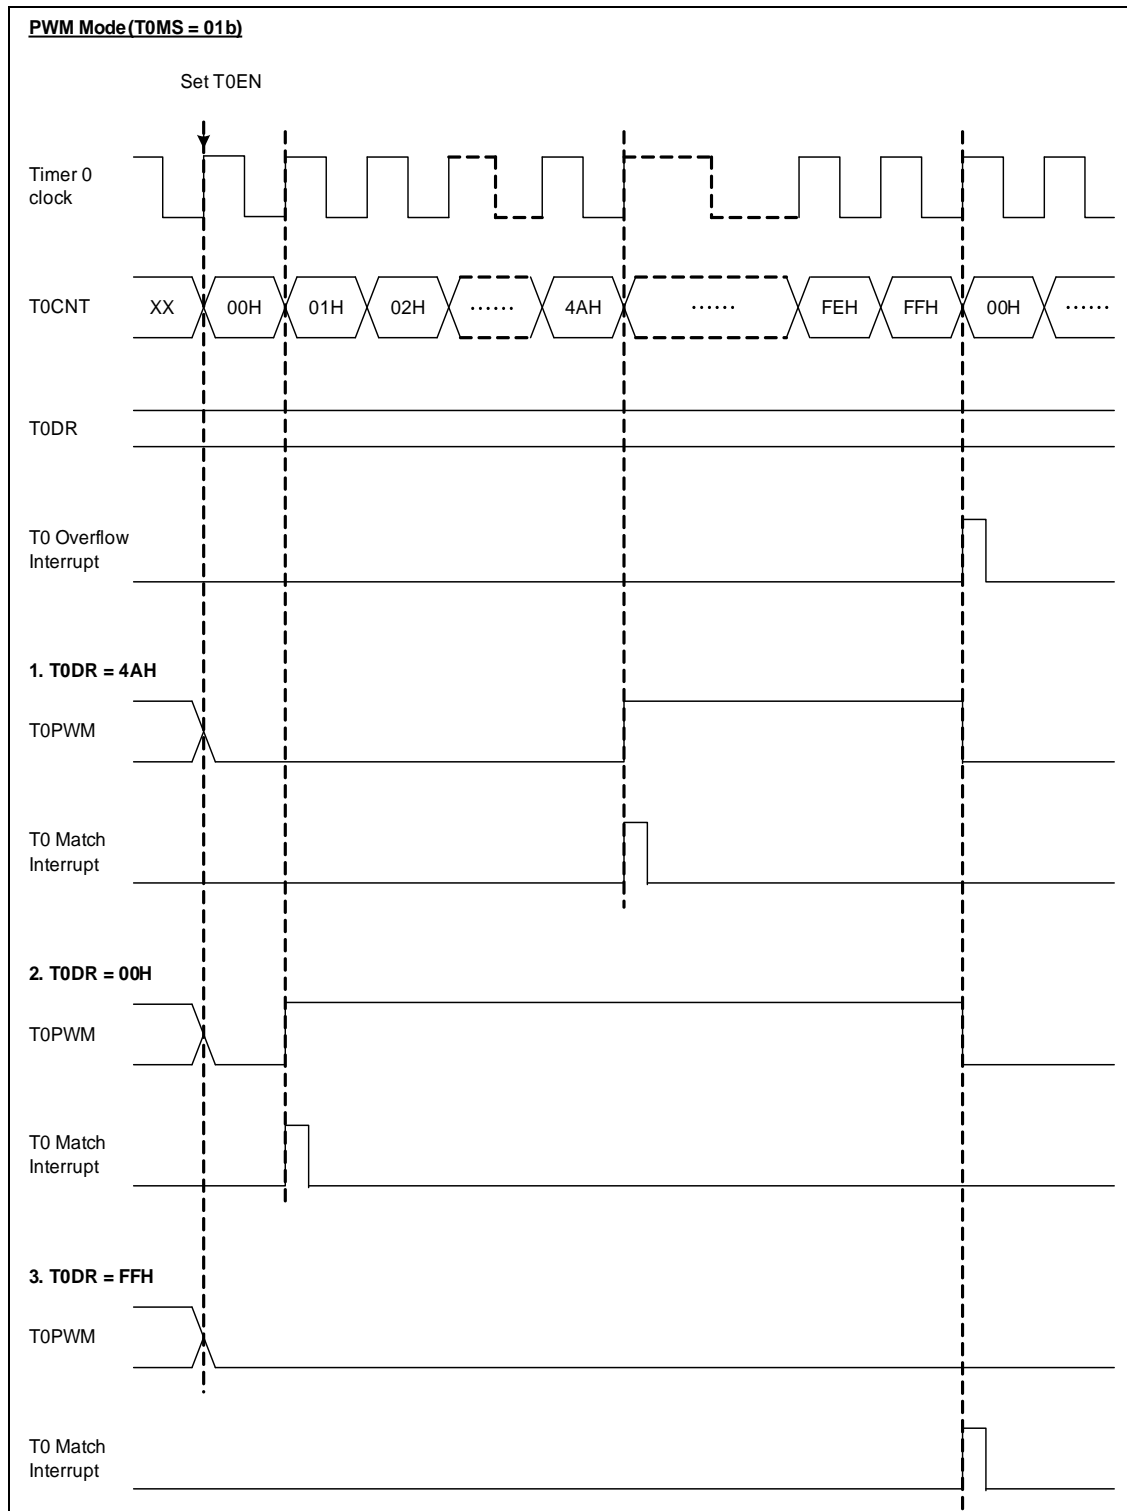 PWM Mode(T0MS = 01b)
Set T0EN
Timer 0
clock
T0CNT XX 00H 01H 02H ...... 4AH ...... FEH FFH 00H ......
T0DR
T0 Overflow
Interrupt
1. T0DR = 4AH
T0PWM
T0 Match
Interrupt
2. T0DR = 00H
T0PWM
T0 Match
Interrupt
3. T0DR = FFH
T0PWM
T0 Match
Interrupt